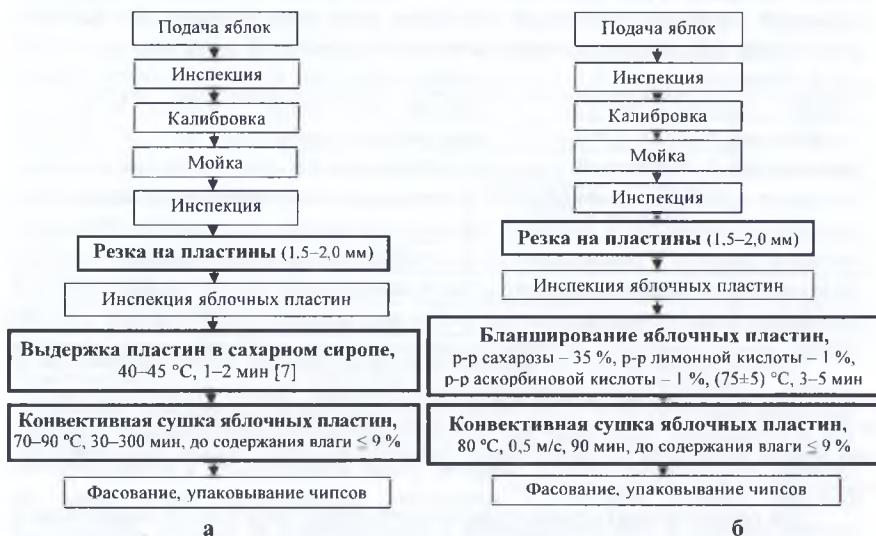 Подача яблок
Инспекция
Калибровка
Мойка
Инспекция
Резка на пластины (1,5–2,0 мм)
Инспекция яблочных пластин
Выдержка пластин в сахарном сиропе,
40–45 °С, 1–2 мин [7]
Конвективная сушка яблочных пластин,
70–90 °С, 30–300 мин, до содержания влаги ≤ 9 %
Фасование, упаковывание чипсов
а
Подача яблок
Инспекция
Калибровка
Мойка
Инспекция
Резка на пластины (1,5–2,0 мм)
Инспекция яблочных пластин
Бланширование яблочных пластин,
р-р сахарозы – 35 %, р-р лимонной кислоты – 1 %,
р-р аскорбиновой кислоты – 1 %, (75±5) °С, 3–5 мин
Конвективная сушка яблочных пластин,
80 °С, 0,5 м/с, 90 мин, до содержания влаги ≤ 9 %
Фасование, упаковывание чипсов
б